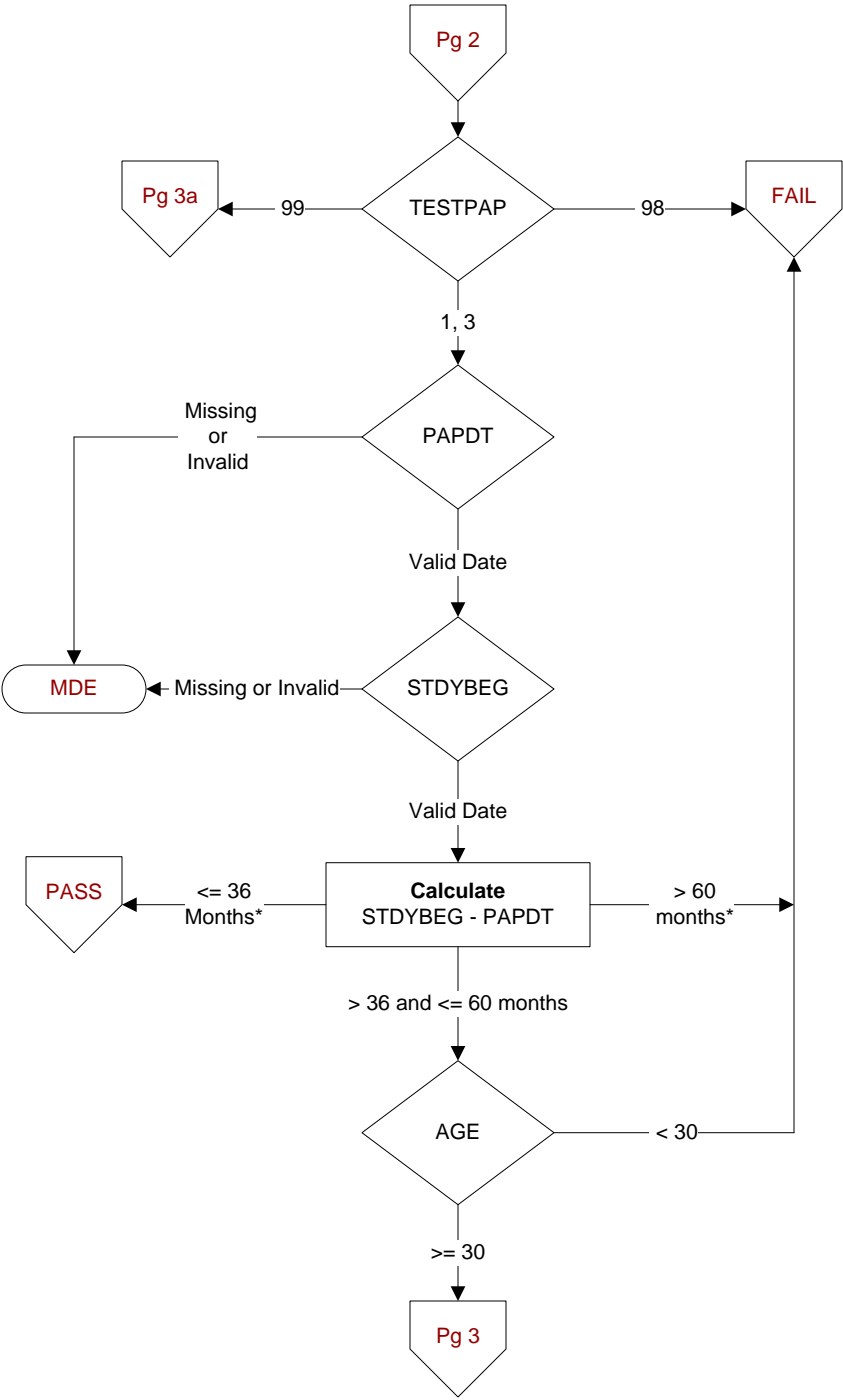 Pg 2
Pg 3a
99
TESTPAP
98
FAIL
1, 3
Missing
or
Invalid
PAPDT
Valid Date
MDE
Missing or Invalid
STDYBEG
Valid Date
PASS
<= 36
Months*
Calculate
STDYBEG - PAPDT
> 60
months*
> 36 and <= 60 months
AGE
< 30
>= 30
Pg 3